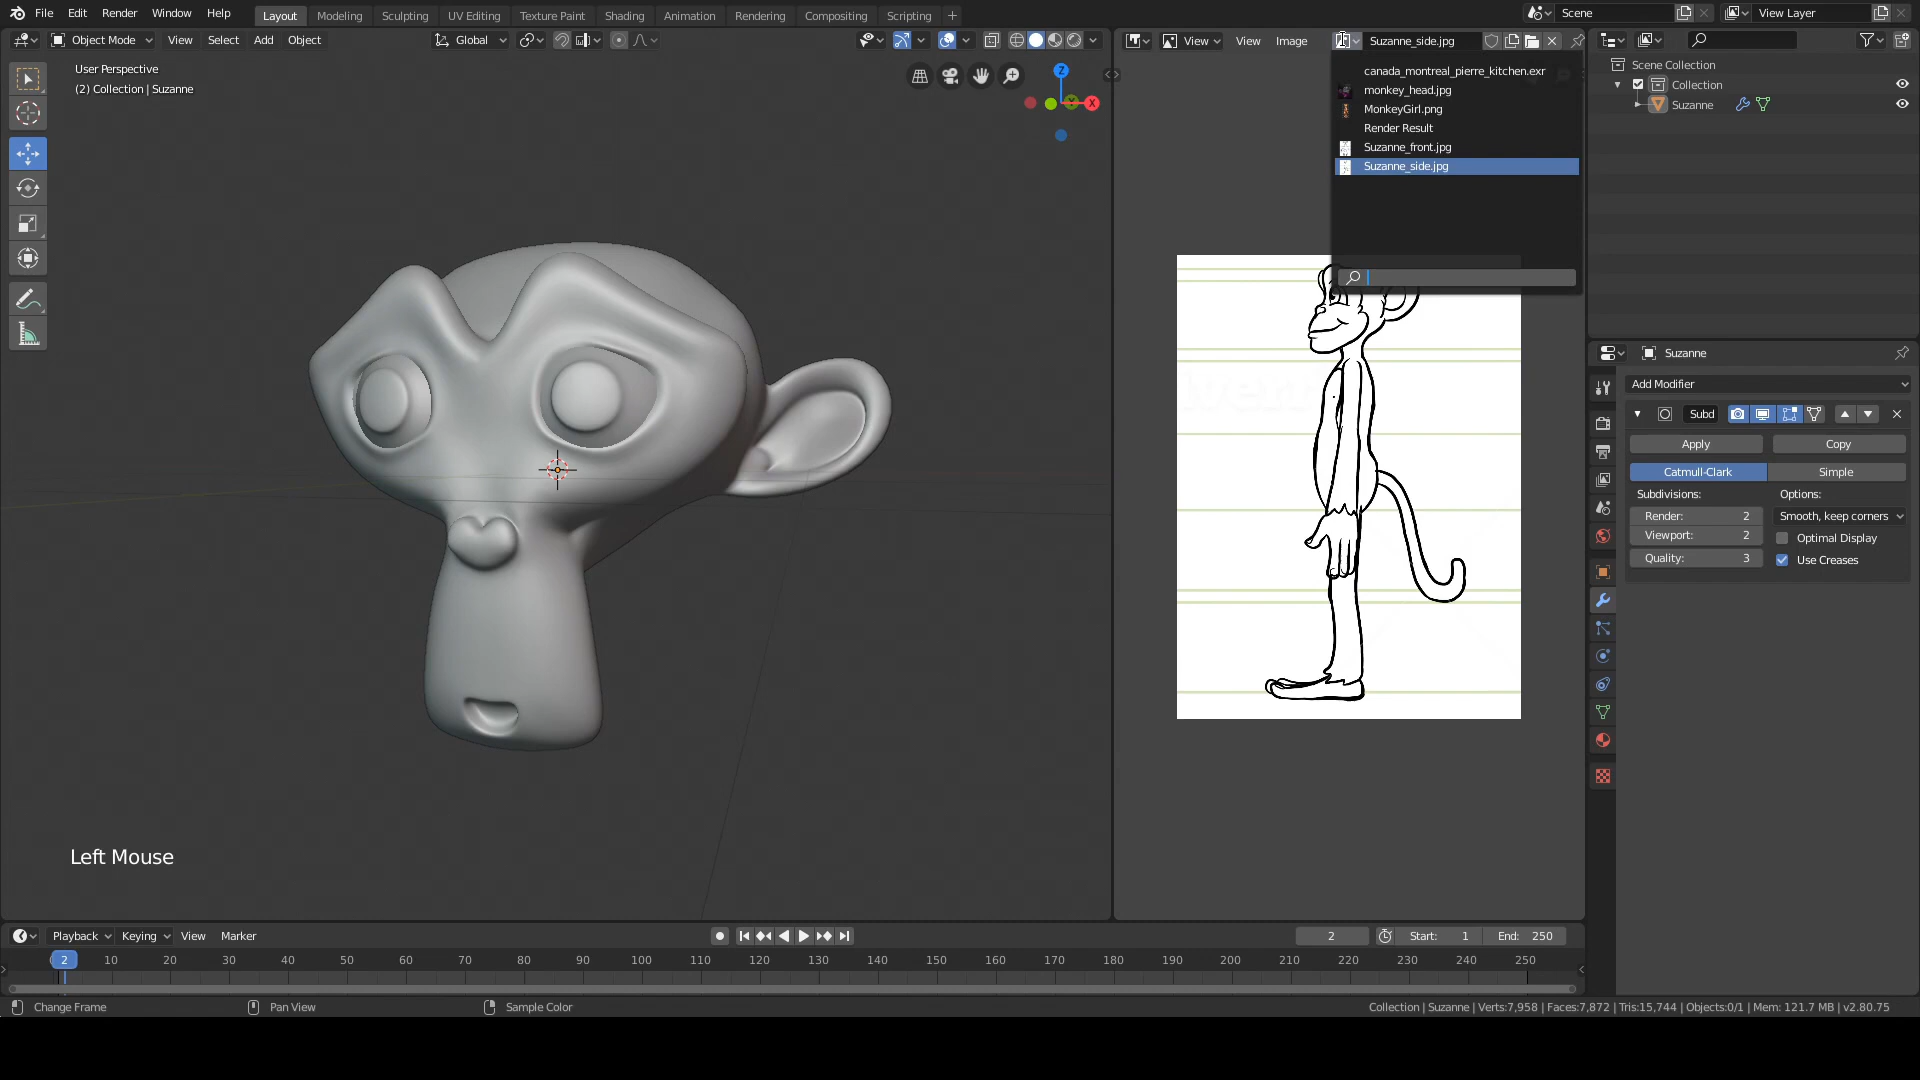 File Edit Render Window Help Layout Modeling Sculpting UV Editing Texture Paint Shading Animation Rendering Compositing Scripting + Scene View Layer
Object Mode View Select Add Object Global View View Image Suzanne_side.jpg
User Perspective
(2) Collection | Suzanne
Z
X
canada_montreal_pierre_kitchen.exr
monkey_head.jpg
MonkeyGirl.png
Render Result
Suzanne_front.jpg
Suzanne_side.jpg
Scene Collection
Collection
Suzanne
Suzanne
Add Modifier
Subd
Apply Copy
Catmull-Clark Simple
Subdivisions: Options:
Render: 2 Smooth, keep corners
Viewport: 2 Optimal Display
Quality: 3 Use Creases
Left Mouse
Playback Keying View Marker 2 Start: 1 End: 250
2 10 20 30 40 50 60 70 80 90 100 110 120 130 140 150 160 170 180 190 200 210 220 230 240 250
Change Frame Pan View Sample Color Collection | Suzanne | Verts:7,958 | Faces:7,872 | Tris:15,744 | Objects:0/1 | Mem: 121.7 MB | v2.80.75